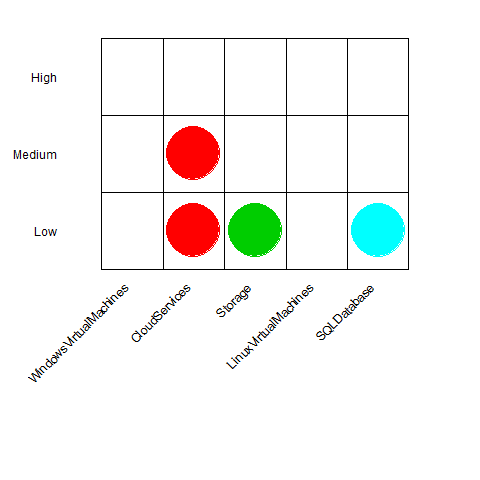 High
Medium
Low
WindowsVirtualMachines
CloudServices
Storage
LinuxVirtualMachines
SQLDatabase